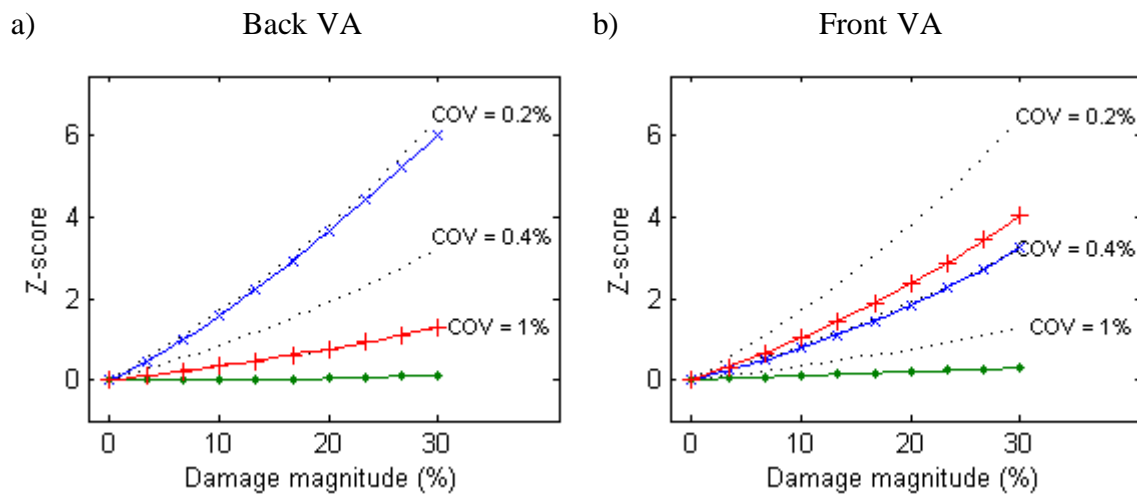 a) Back VA
b) Front VA
Z-score
6
4
2
0
COV = 0.2%
COV = 0.4%
COV = 1%
0 10 20 30
Damage magnitude (%)
Z-score
6
4
2
0
COV = 0.2%
COV = 0.4%
COV = 1%
0 10 20 30
Damage magnitude (%)